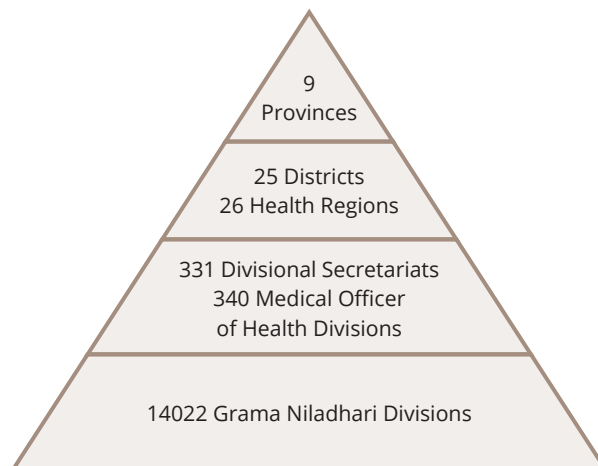 9
Provinces
25 Districts
26 Health Regions
331 Divisional Secretariats
340 Medical Officer
of Health Divisions
14022 Grama Niladhari Divisions